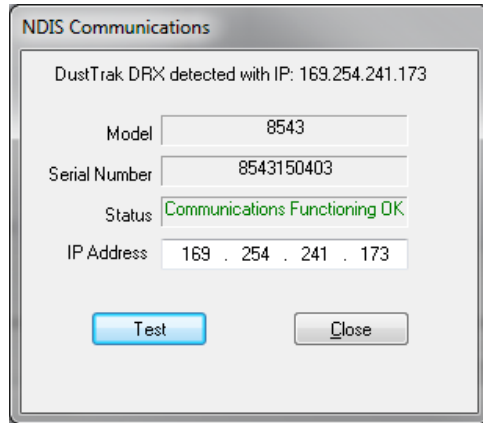 NDIS Communications
DustTrak DRX detected with IP: 169.254.241.173
Model 8543
Serial Number 8543150403
Status Communications Functioning OK
IP Address 169 . 254 . 241 . 173
Test Close